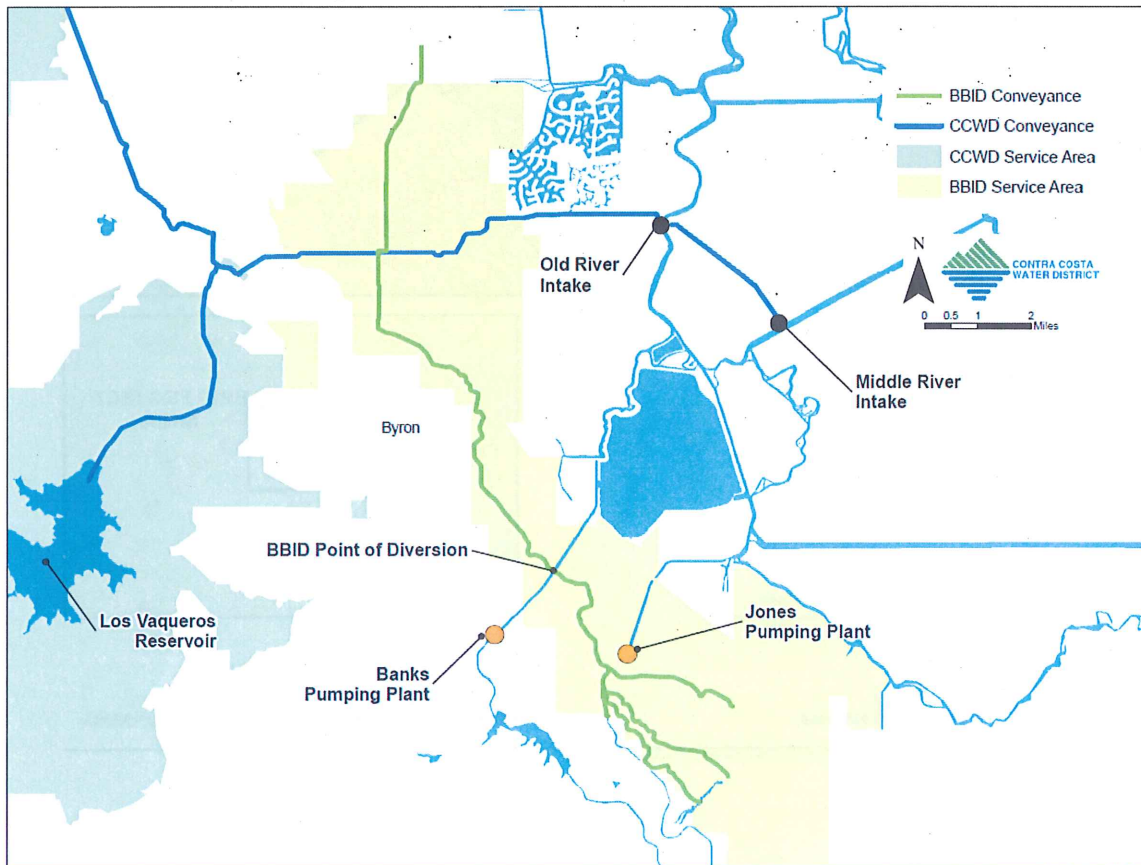 BBID Conveyance
CCWD Conveyance
CCWD Service Area
BBID Service Area
N
CONTRA COSTA
WATER DISTRICT
0 0.5 1 2
Miles
Old River
Intake
Middle River
Intake
Byron
BBID Point of Diversion
Los Vaqueros
Reservoir
Jones
Pumping Plant
Banks
Pumping Plant